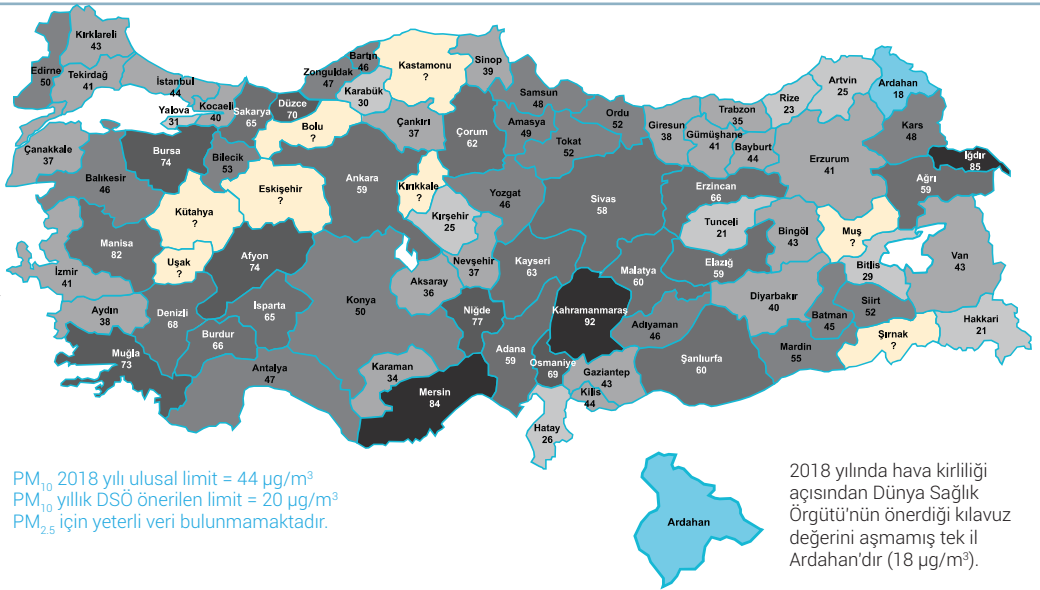 Kırklareli
43
Edirne
50
Tekirdağ
41
İstanbul
44
Yalova
31
Kocaeli
40
Sakarya
65
Düzce
70
Zonguldak
47
Bartın
46
Karabük
30
Kastamonu
?
Sinop
39
Samsun
48
Ordu
52
Giresun
38
Trabzon
35
Gümüşhane
41
Bayburt
44
Rize
23
Artvin
25
Ardahan
18
Kars
48
Iğdır
85
Ağrı
59
Erzurum
41
Çanakkale
37
Bursa
74
Bilecik
53
Bolu
?
Çankırı
37
Çorum
62
Amasya
49
Tokat
52
Balıkesir
46
Kütahya
?
Eskişehir
?
Ankara
59
Kırıkkale
?
Kırşehir
25
Yozgat
46
Sivas
58
Erzincan
66
Tunceli
21
Bingöl
43
Muş
?
Bitlis
29
Van
43
Manisa
82
Uşak
?
Afyon
74
İzmir
41
Aydın
38
Denizli
68
Isparta
65
Burdur
66
Muğla
73
Antalya
47
Konya
50
Aksaray
36
Nevşehir
37
Kayseri
63
Niğde
77
Karaman
34
Mersin
84
Adana
59
Osmaniye
69
Kahramanmaraş
92
Malatya
60
Elazığ
59
Adıyaman
46
Diyarbakır
40
Batman
45
Siirt
52
Şırnak
?
Hakkari
21
Mardin
55
Şanlıurfa
60
Gaziantep
43
Kilis
44
Hatay
26
PM10 2018 yılı ulusal limit = 44 µg/m³
PM10 yıllık DSÖ önerilen limit = 20 µg/m³
PM2.5 için yeterli veri bulunmamaktadır.
Ardahan
2018 yılında hava kirliliği
açısından Dünya Sağlık
Örgütü'nün önerdiği kılavuz
değerini aşmamış tek il
Ardahan'dır (18 µg/m³).